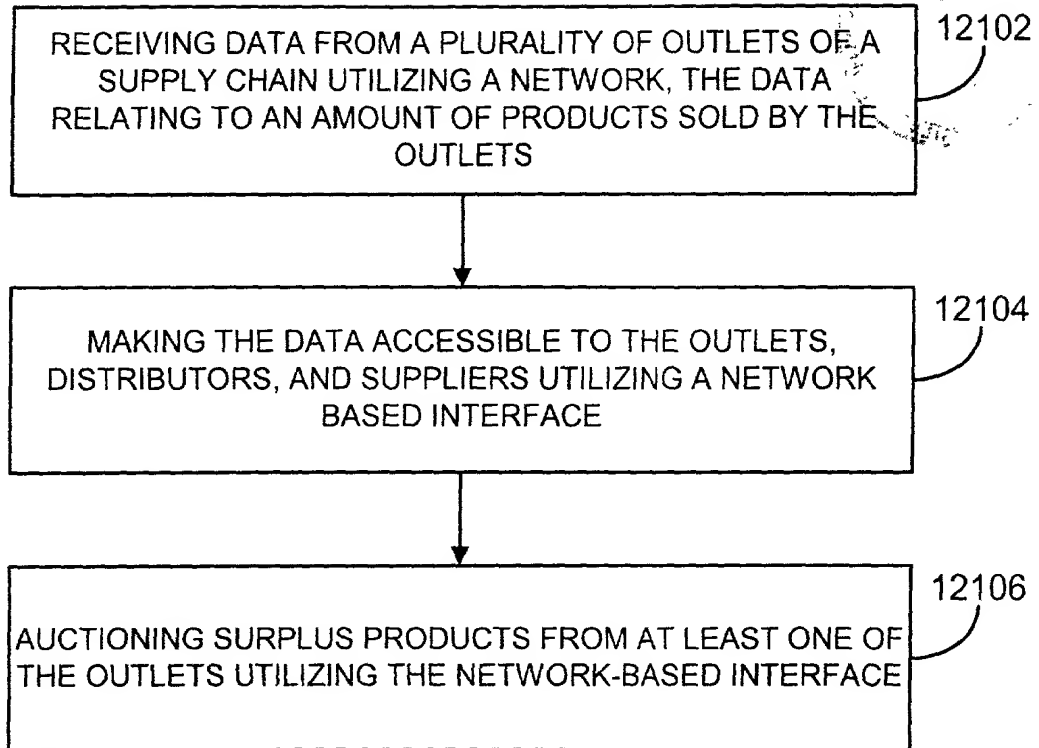 RECEIVING DATA FROM A PLURALITY OF OUTLETS OF A
SUPPLY CHAIN UTILIZING A NETWORK, THE DATA
RELATING TO AN AMOUNT OF PRODUCTS SOLD BY THE
OUTLETS
12102
MAKING THE DATA ACCESSIBLE TO THE OUTLETS,
DISTRIBUTORS, AND SUPPLIERS UTILIZING A NETWORK
BASED INTERFACE
12104
AUCTIONING SURPLUS PRODUCTS FROM AT LEAST ONE OF
THE OUTLETS UTILIZING THE NETWORK-BASED INTERFACE
12106